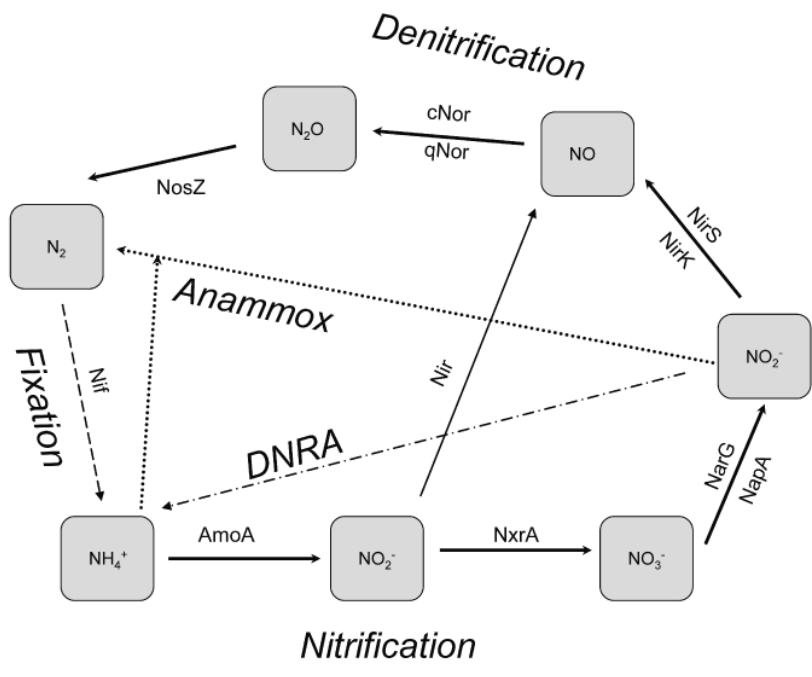 Denitrification
N₂O
cNor
qNor
NO
NosZ
NirS
NirK
N₂
Anammox
NO₂⁻
Fixation
Nif
Nir
DNRA
NarG
NapA
NH₄⁺
AmoA
NO₂⁻
NxrA
NO₃⁻
Nitrification